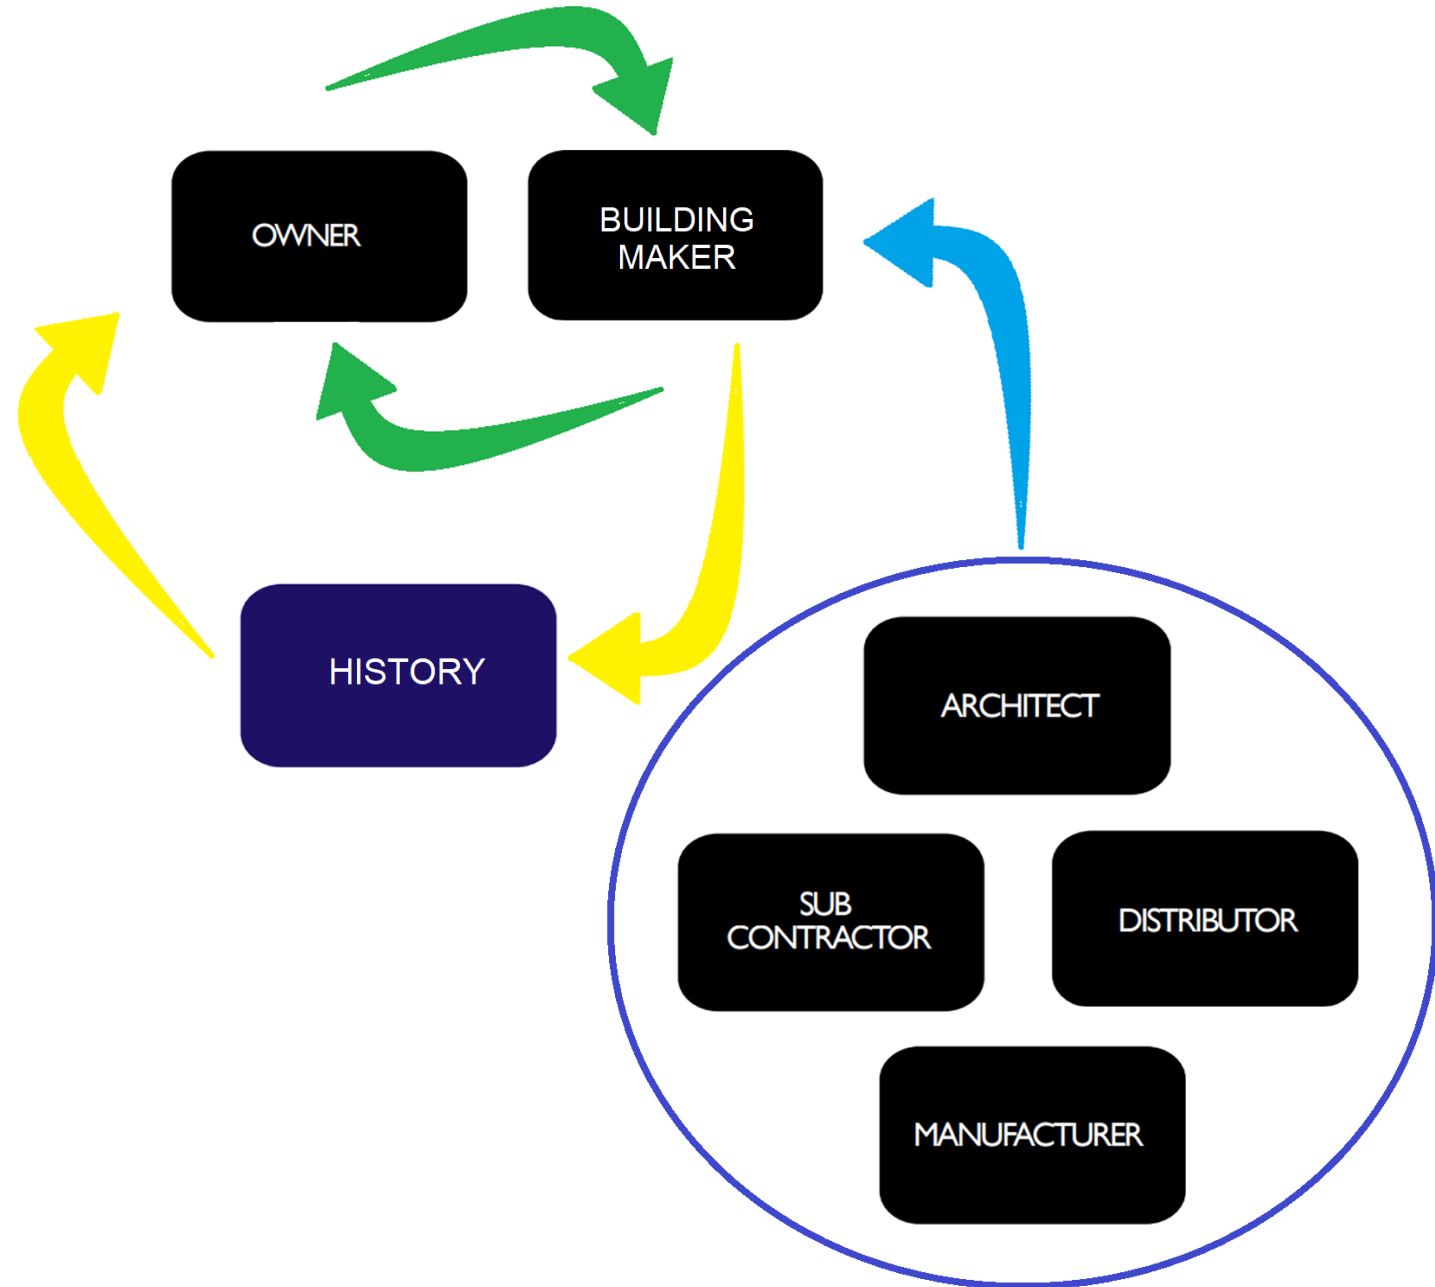 OWNER
BUILDING
MAKER
HISTORY
ARCHITECT
SUB
CONTRACTOR
DISTRIBUTOR
MANUFACTURER